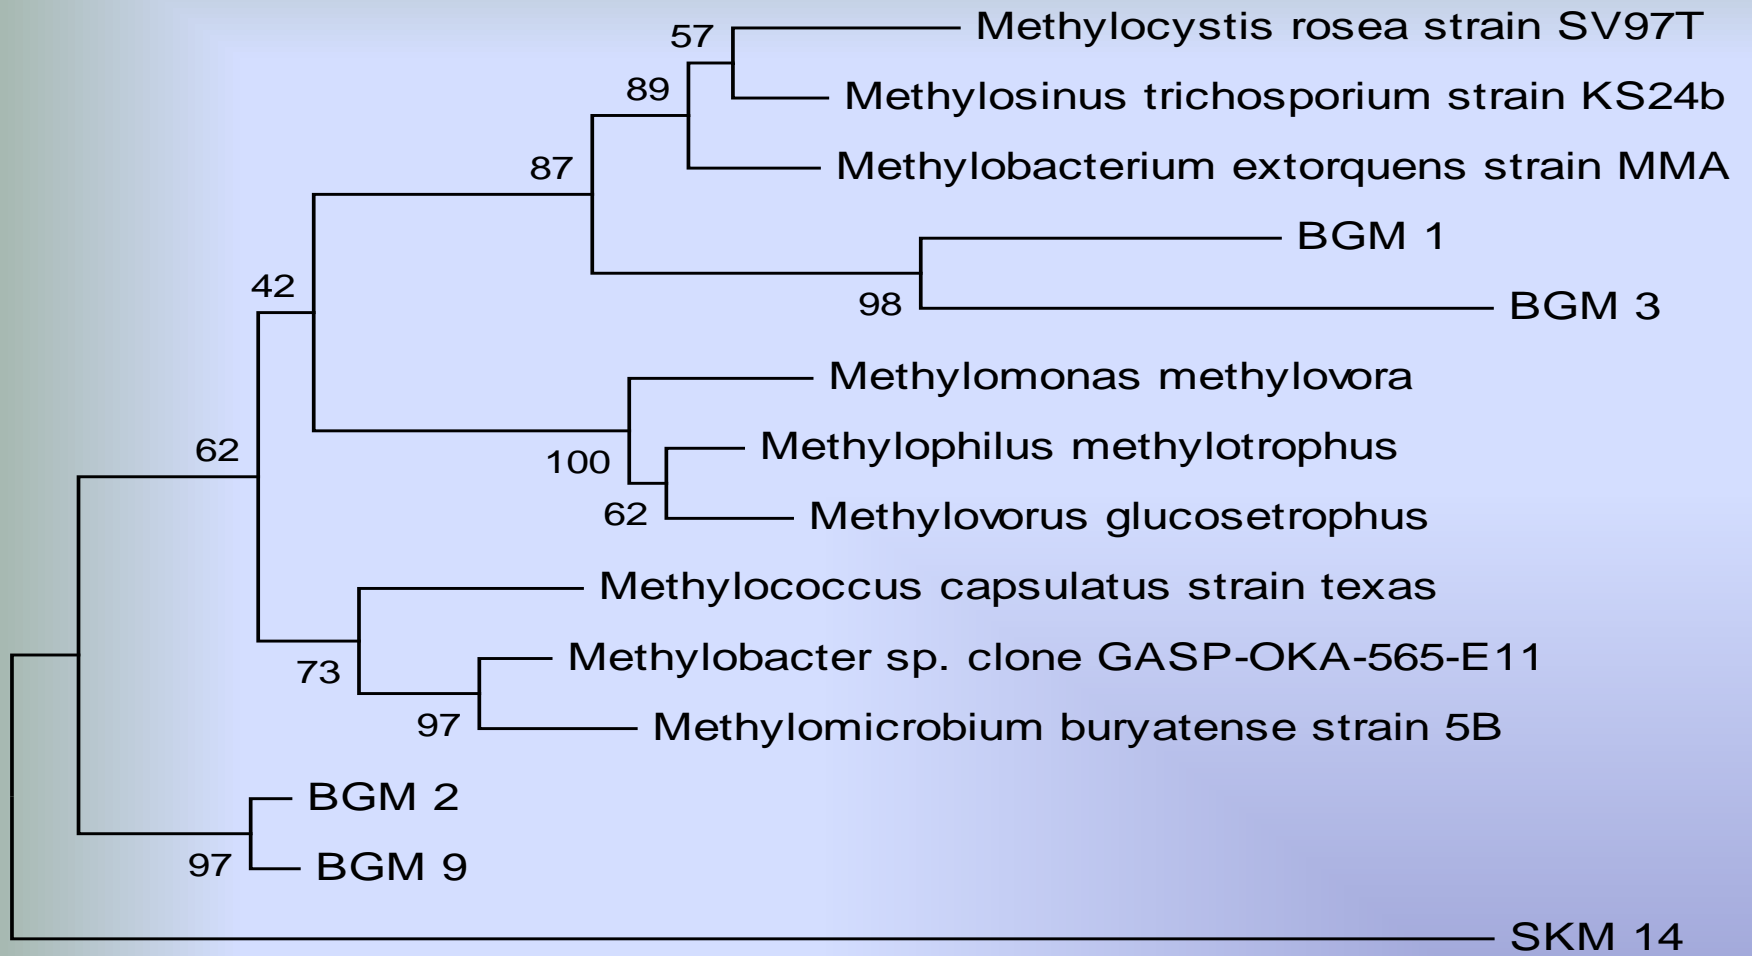 57
Methylocystis rosea strain SV97T
89
Methylosinus trichosporium strain KS24b
87
Methylobacterium extorquens strain MMA
BGM 1
42
98
BGM 3
Methylomonas methylovora
62
100
Methylophilus methylotrophus
62
Methylovorus glucosetrophus
Methylococcus capsulatus strain texas
73
Methylobacter sp. clone GASP-OKA-565-E11
97
Methylomicrobium buryatense strain 5B
BGM 2
97
BGM 9
SKM 14